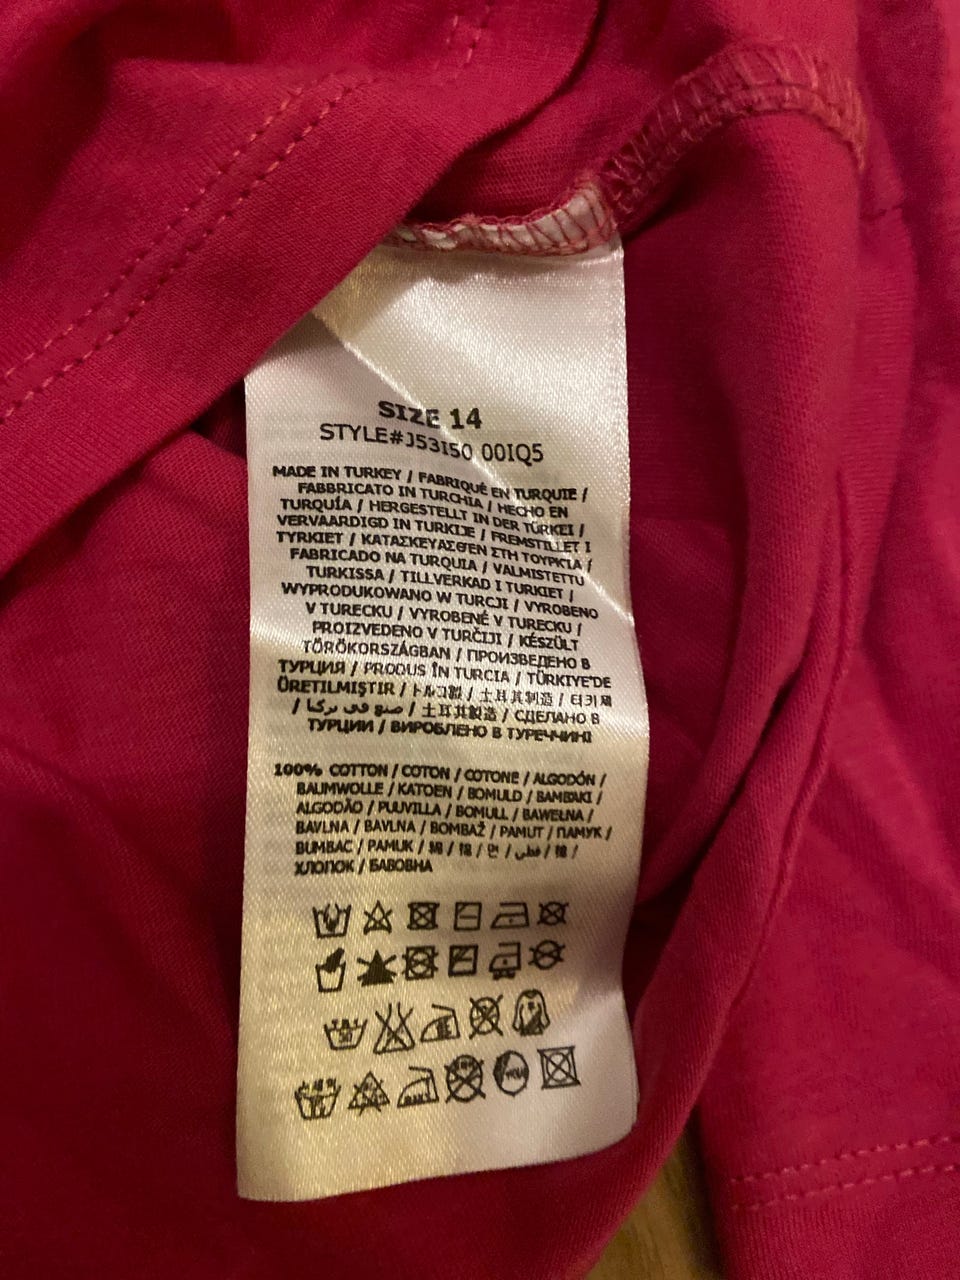 SIZE 14
STYLE#J53I50 00IQ5
MADE IN TURKEY / FABRIQUÉ EN TURQUIE /
FABBRICATO IN TURCHIA / HECHO EN
TURQUÍA / HERGESTELLT IN DER TÜRKEI /
VERVAARDIGD IN TURKIJE / FREMSTILLET I
TYRKIET / ΚΑΤΑΣΚΕΥΑΣΘΕΝ ΣΤΗ ΤΟΥΡΚΙΑ /
FABRICADO NA TURQUIA / VALMISTETTU
TURKISSA / TILLVERKAD I TURKIET /
WYPRODUKOWANO W TURCJI / VYROBENO
V TURECKU / VYROBENÉ V TURECKU /
PROIZVEDENO V TURČIJI / KÉSZÜLT
TÖRÖKORSZÁGBAN / ПРОИЗВЕДЕНО В
ТУРЦИЯ / PRODUS ÎN TURCIA / TÜRKIYE'DE
ÜRETILMIŞTIR / トルコ製 / 土耳其制造 / 터키제
/ صنع في تركيا / 土耳其製造 / СДЕЛАНО В
ТУРЦИИ / ВИРОБЛЕНО В ТУРЕЧЧИНІ
100% COTTON / COTON / COTONE / ALGODÓN /
BAUMWOLLE / KATOEN / BOMULD / BAMBAKI /
ALGODÃO / PUUVILLA / BOMULL / BAWEŁNA /
BAVLNA / BAVLNA / BOMBAŽ / PAMUT / ПАМУК /
BUMBAC / PAMUK / 綿 / 棉 / 면 / قطن / 棉 /
ХЛОПОК / БАВОВНА